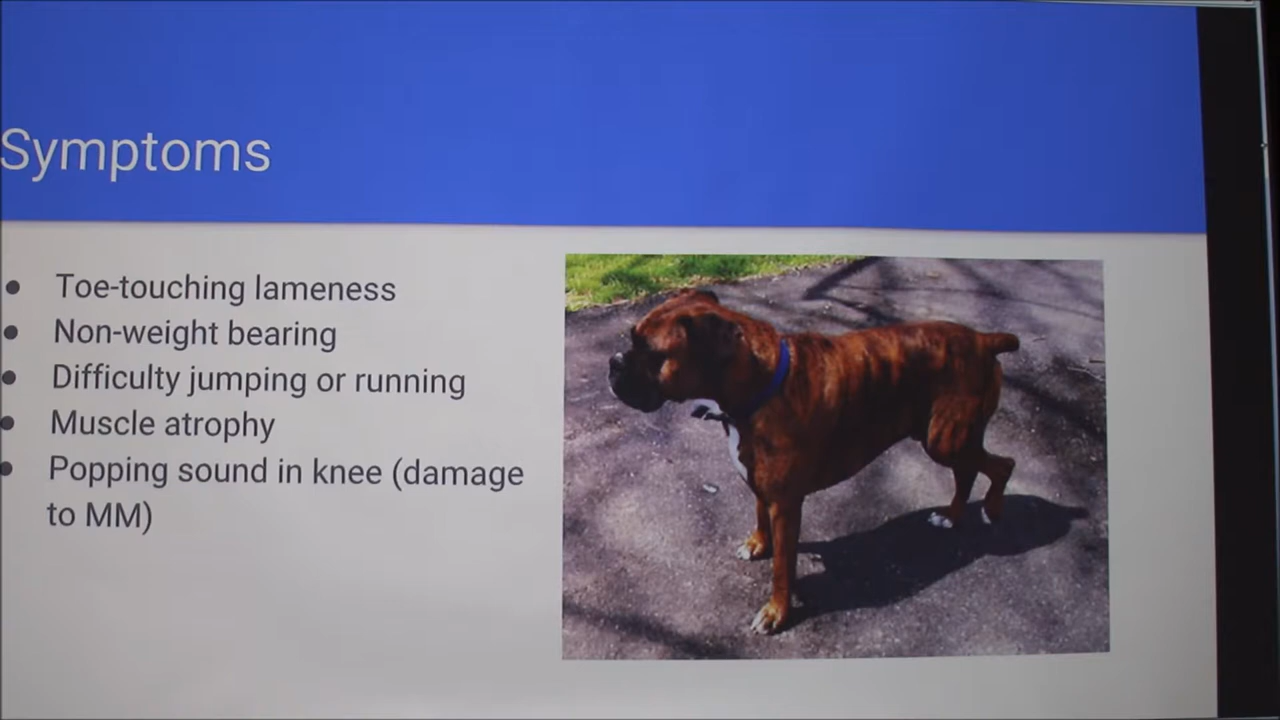 Symptoms
● Toe-touching lameness
● Non-weight bearing
● Difficulty jumping or running
● Muscle atrophy
● Popping sound in knee (damage
to MM)